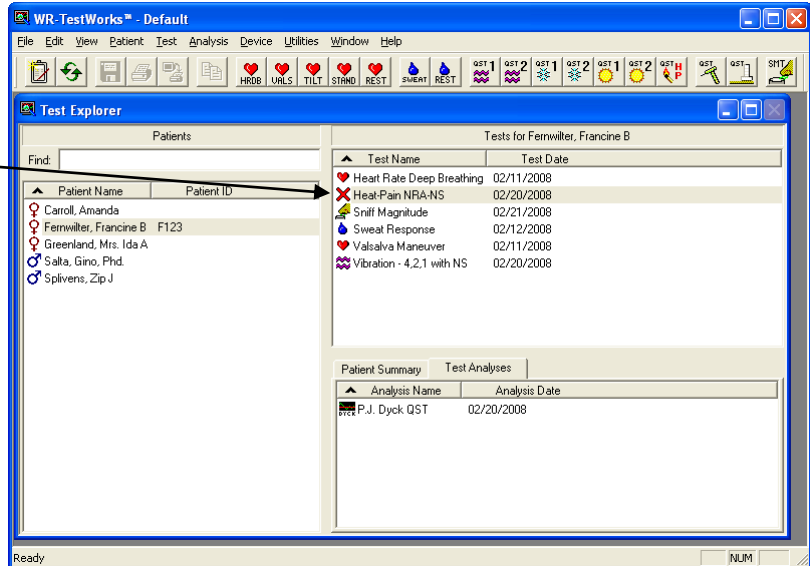 WR-TestWorks™ - Default
File Edit View Patient Test Analysis Device Utilities Window Help
HRDB VALS TILT STAND REST SWEAT REST QST 1 QST 2 QST 1 QST 2 QST 1 QST 2 QST H P QST QST SMT
Test Explorer
Patients
Tests for Fernwilter, Francine B
Find:
Test Name Test Date
Heart Rate Deep Breathing 02/11/2008
Patient Name Patient ID
Heat-Pain NRA-NS 02/20/2008
Carroll, Amanda
Sniff Magnitude 02/21/2008
Fernwilter, Francine B F123
Sweat Response 02/12/2008
Greenland, Mrs. Ida A
Valsalva Maneuver 02/11/2008
Salta, Gino, Phd.
Vibration - 4,2,1 with NS 02/20/2008
Splivens, Zip J
Patient Summary Test Analyses
Analysis Name Analysis Date
DYCK P.J. Dyck QST 02/20/2008
Ready NUM